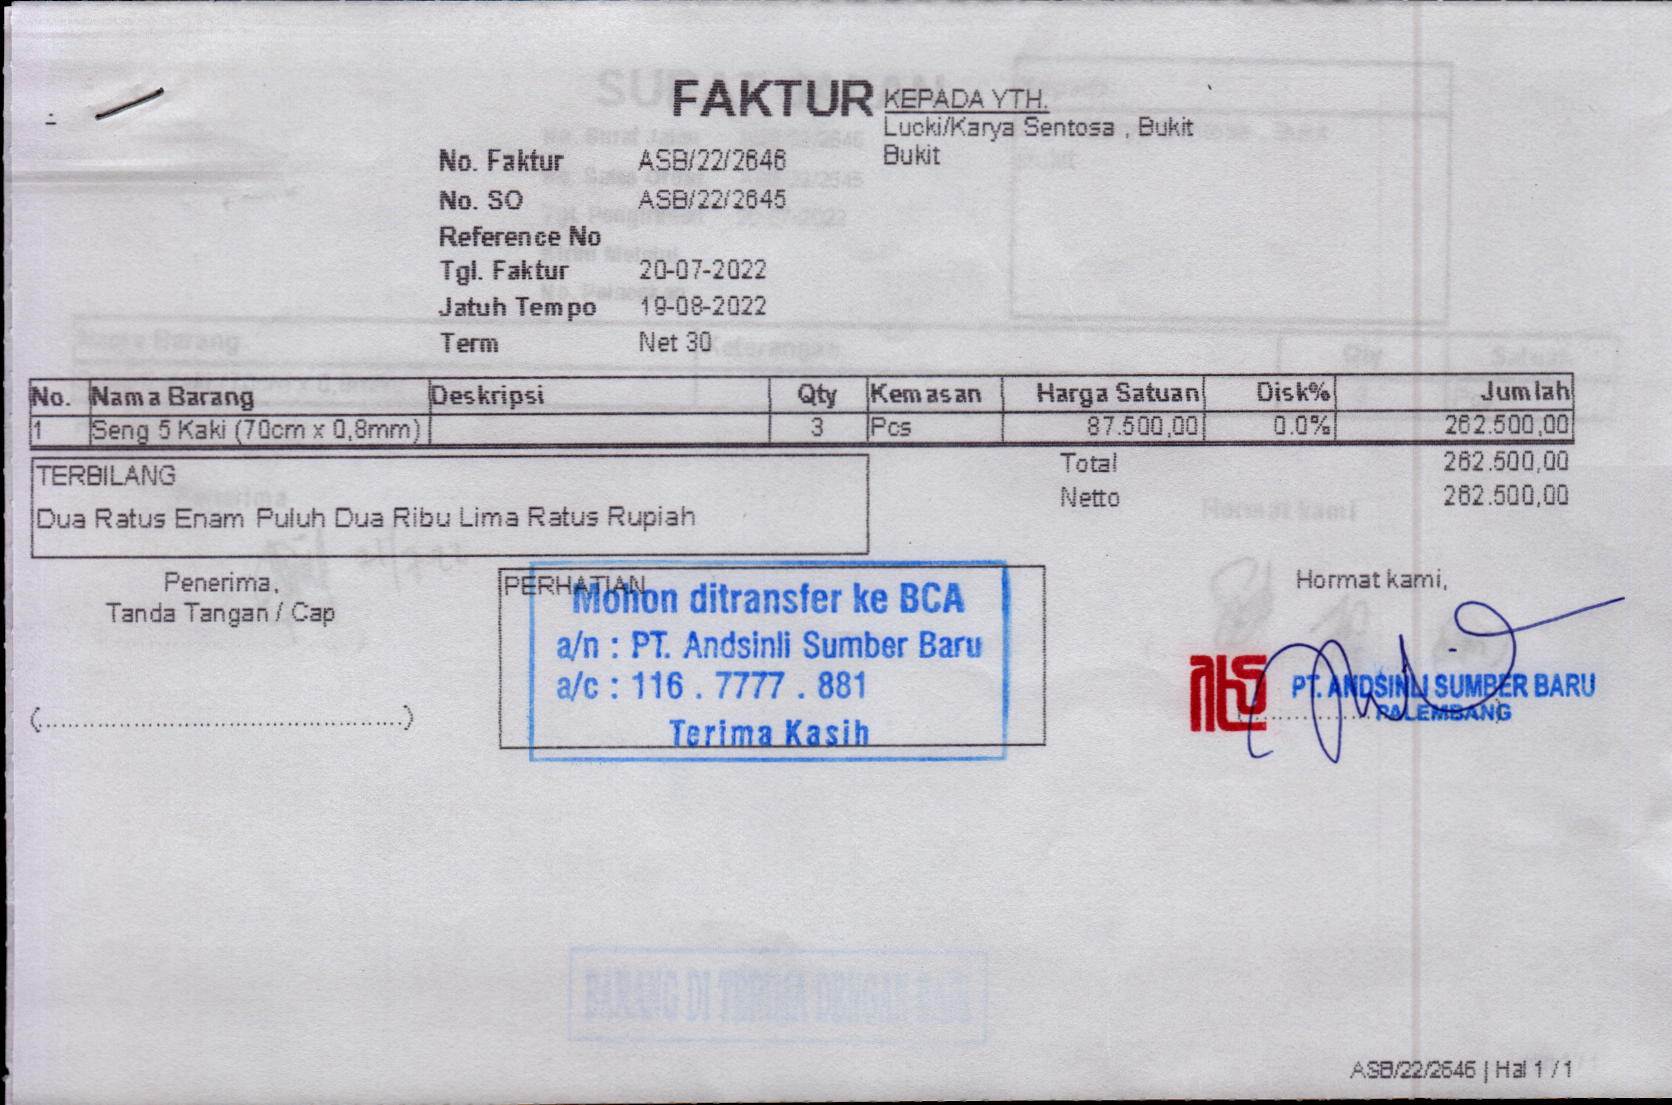 FAKTUR
KEPADA YTH.
Lucki/Karya Sentosa , Bukit
Bukit
No. Faktur ASB/22/2646
No. SO ASB/22/2645
Reference No
Tgl. Faktur 20-07-2022
Jatuh Tempo 19-08-2022
Term Net 30
No. Nama Barang Deskripsi Qty Kemasan Harga Satuan Disk% Jumlah
1 Seng 5 Kaki (70cm x 0,8mm) 3 Pcs 87.500,00 0.0% 262.500,00
TERBILANG
Dua Ratus Enam Puluh Dua Ribu Lima Ratus Rupiah
Total 262.500,00
Netto 262.500,00
Penerima,
Tanda Tangan / Cap
(..............................................)
PERHATIAN
Mohon ditransfer ke BCA
a/n : PT. Andsinli Sumber Baru
a/c : 116 . 7777 . 881
Terima Kasih
Hormat kami,
PT. ANDSINLI SUMBER BARU
PALEMBANG
ASB/22/2646 | Hal 1 / 1